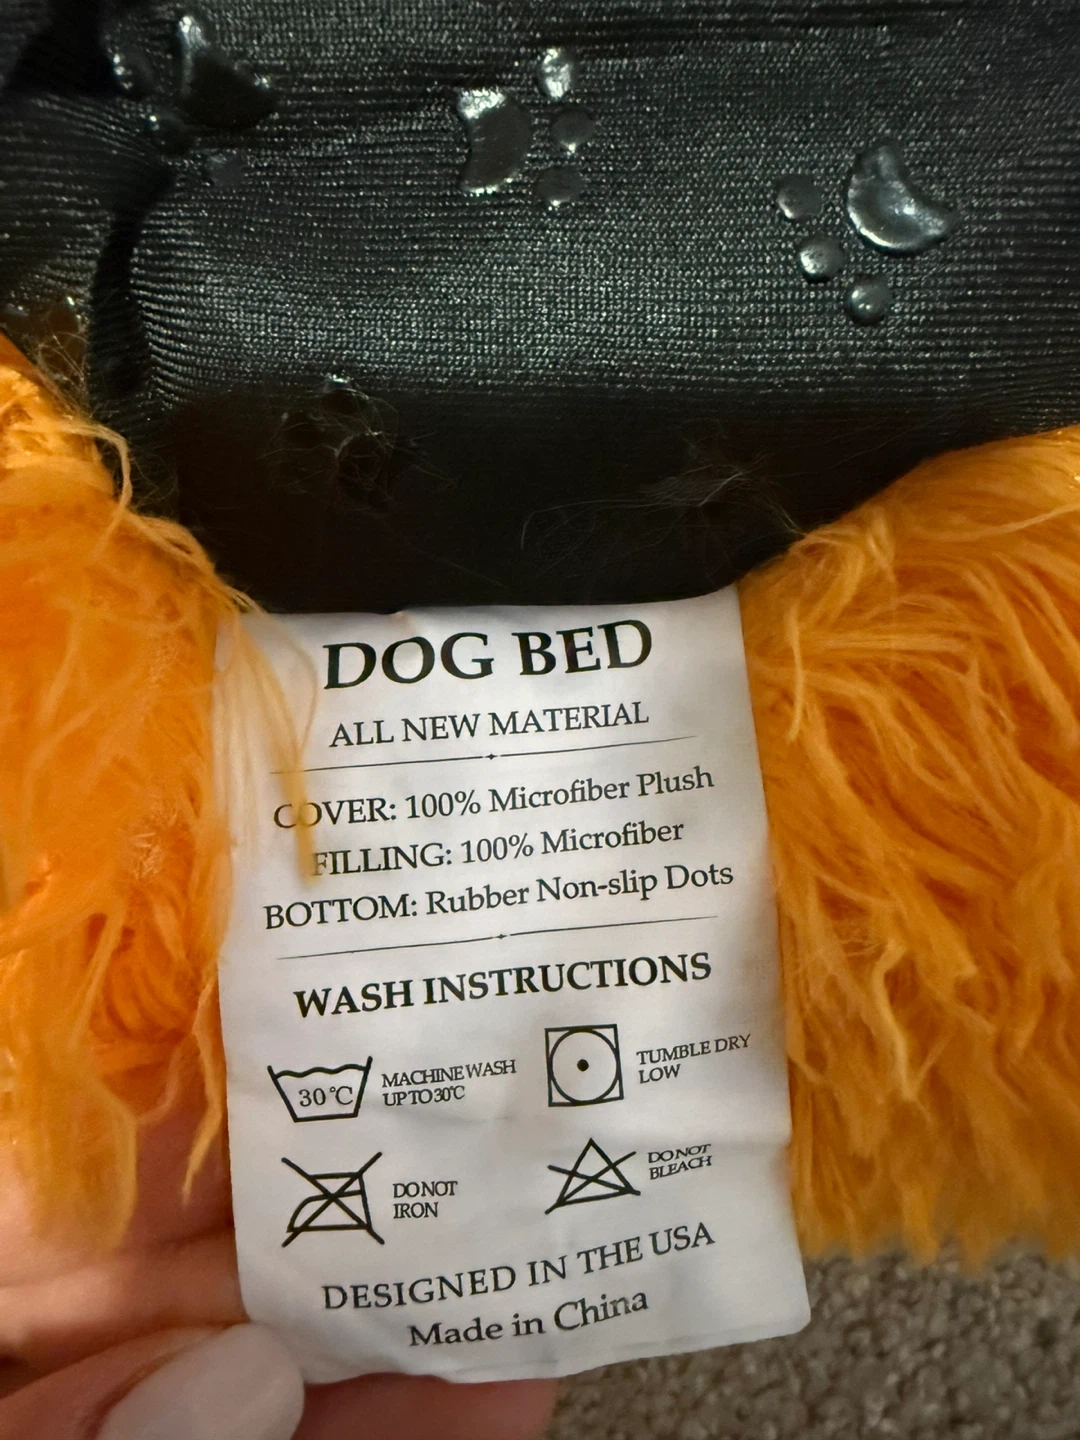 DOG BED
ALL NEW MATERIAL
COVER: 100% Microfiber Plush
FILLING: 100% Microfiber
BOTTOM: Rubber Non-slip Dots
WASH INSTRUCTIONS
30°C MACHINE WASH
UP TO 30°C
TUMBLE DRY
LOW
DO NOT
IRON
DO NOT
BLEACH
DESIGNED IN THE USA
Made in China